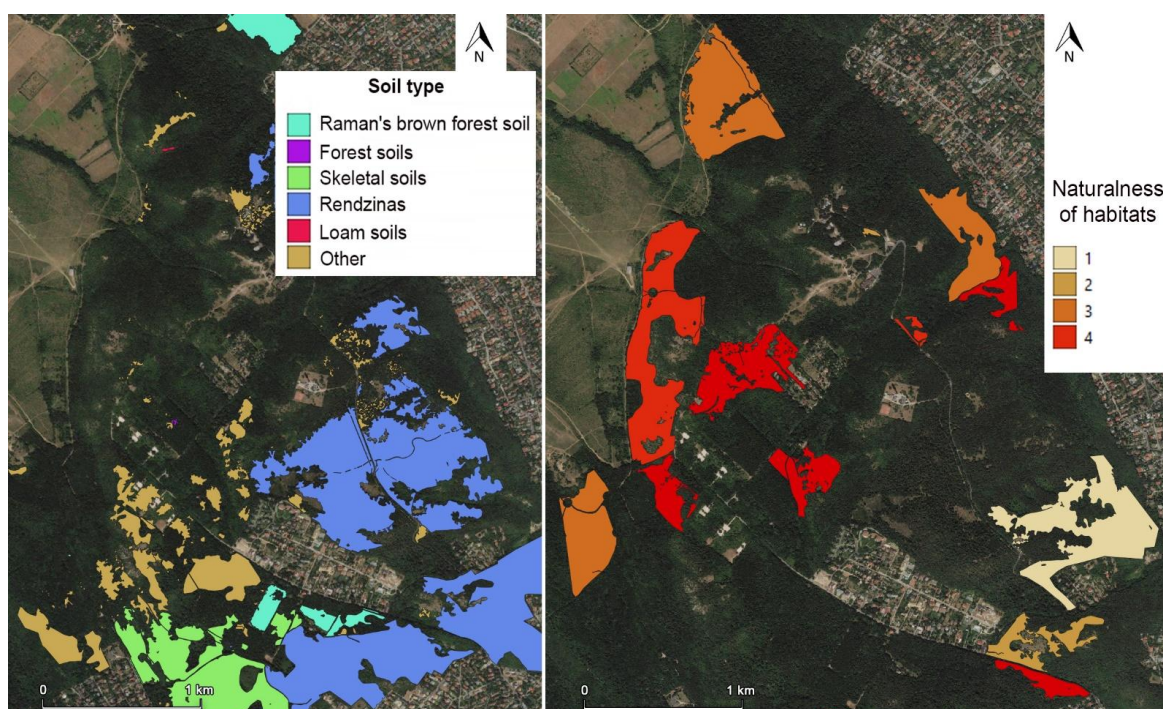 N
Soil type
Raman's brown forest soil
Forest soils
Skeletal soils
Rendzinas
Loam soils
Other
0
1 km
N
Naturalness
of habitats
1
2
3
4
0
1 km